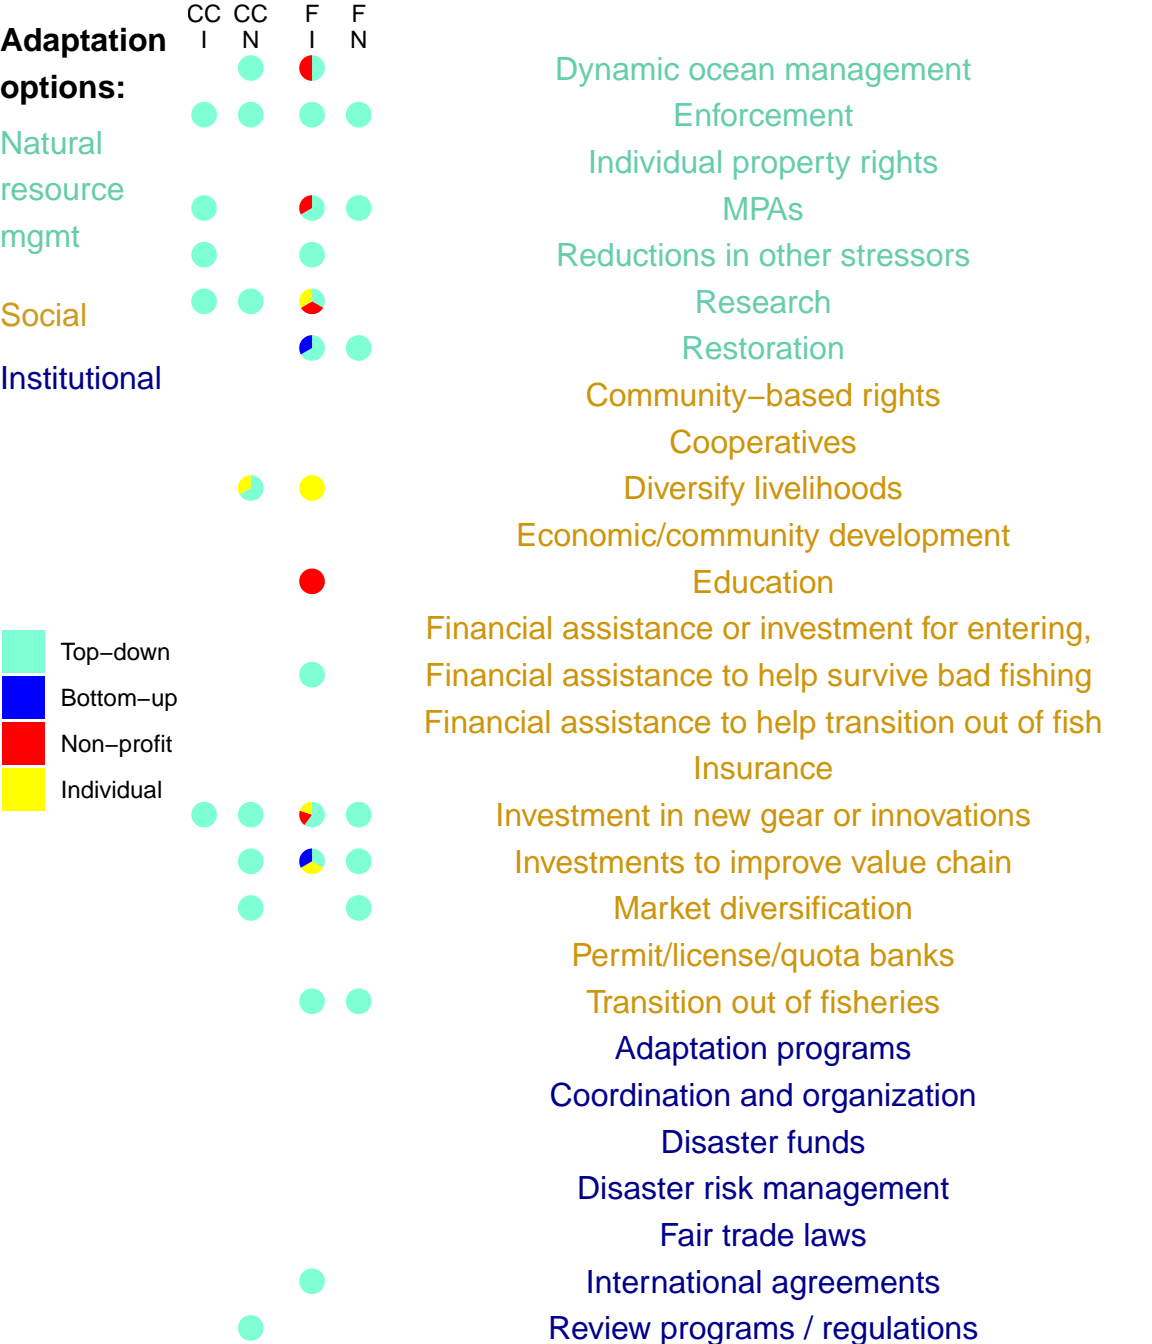 CC CC F F
I N I N
Adaptation
options:
Natural
resource
mgmt
Social
Institutional
Top−down
Bottom−up
Non−profit
Individual
Dynamic ocean management
Enforcement
Individual property rights
MPAs
Reductions in other stressors
Research
Restoration
Community−based rights
Cooperatives
Diversify livelihoods
Economic/community development
Education
Financial assistance or investment for entering,
Financial assistance to help survive bad fishing
Financial assistance to help transition out of fish
Insurance
Investment in new gear or innovations
Investments to improve value chain
Market diversification
Permit/license/quota banks
Transition out of fisheries
Adaptation programs
Coordination and organization
Disaster funds
Disaster risk management
Fair trade laws
International agreements
Review programs / regulations